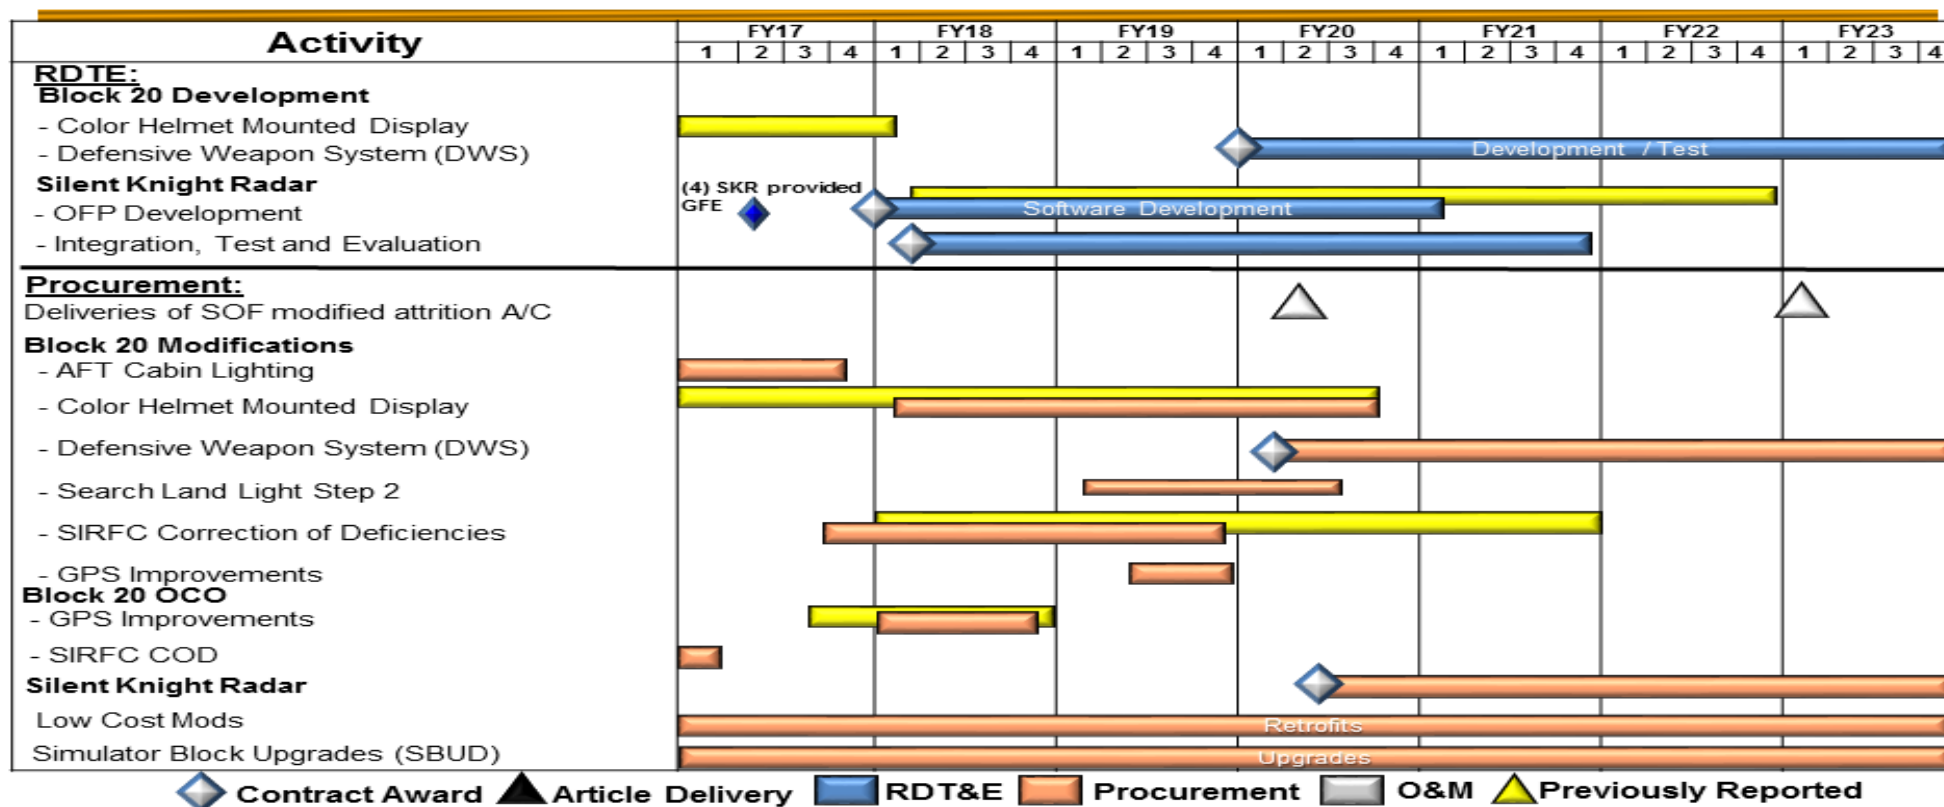 Activity
FY17 FY18 FY19 FY20 FY21 FY22 FY23
1 2 3 4 1 2 3 4 1 2 3 4 1 2 3 4 1 2 3 4 1 2 3 4 1 2 3 4
RDTE:
Block 20 Development
- Color Helmet Mounted Display
- Defensive Weapon System (DWS) Development / Test
Silent Knight Radar (4) SKR provided
GFE
- OFP Development Software Development
- Integration, Test and Evaluation
Procurement:
Deliveries of SOF modified attrition A/C
Block 20 Modifications
- AFT Cabin Lighting
- Color Helmet Mounted Display
- Defensive Weapon System (DWS)
- Search Land Light Step 2
- SIRFC Correction of Deficiencies
- GPS Improvements
Block 20 OCO
- GPS Improvements
- SIRFC COD
Silent Knight Radar
Low Cost Mods Retrofits
Simulator Block Upgrades (SBUD) Upgrades
Contract Award Article Delivery RDT&E Procurement O&M Previously Reported